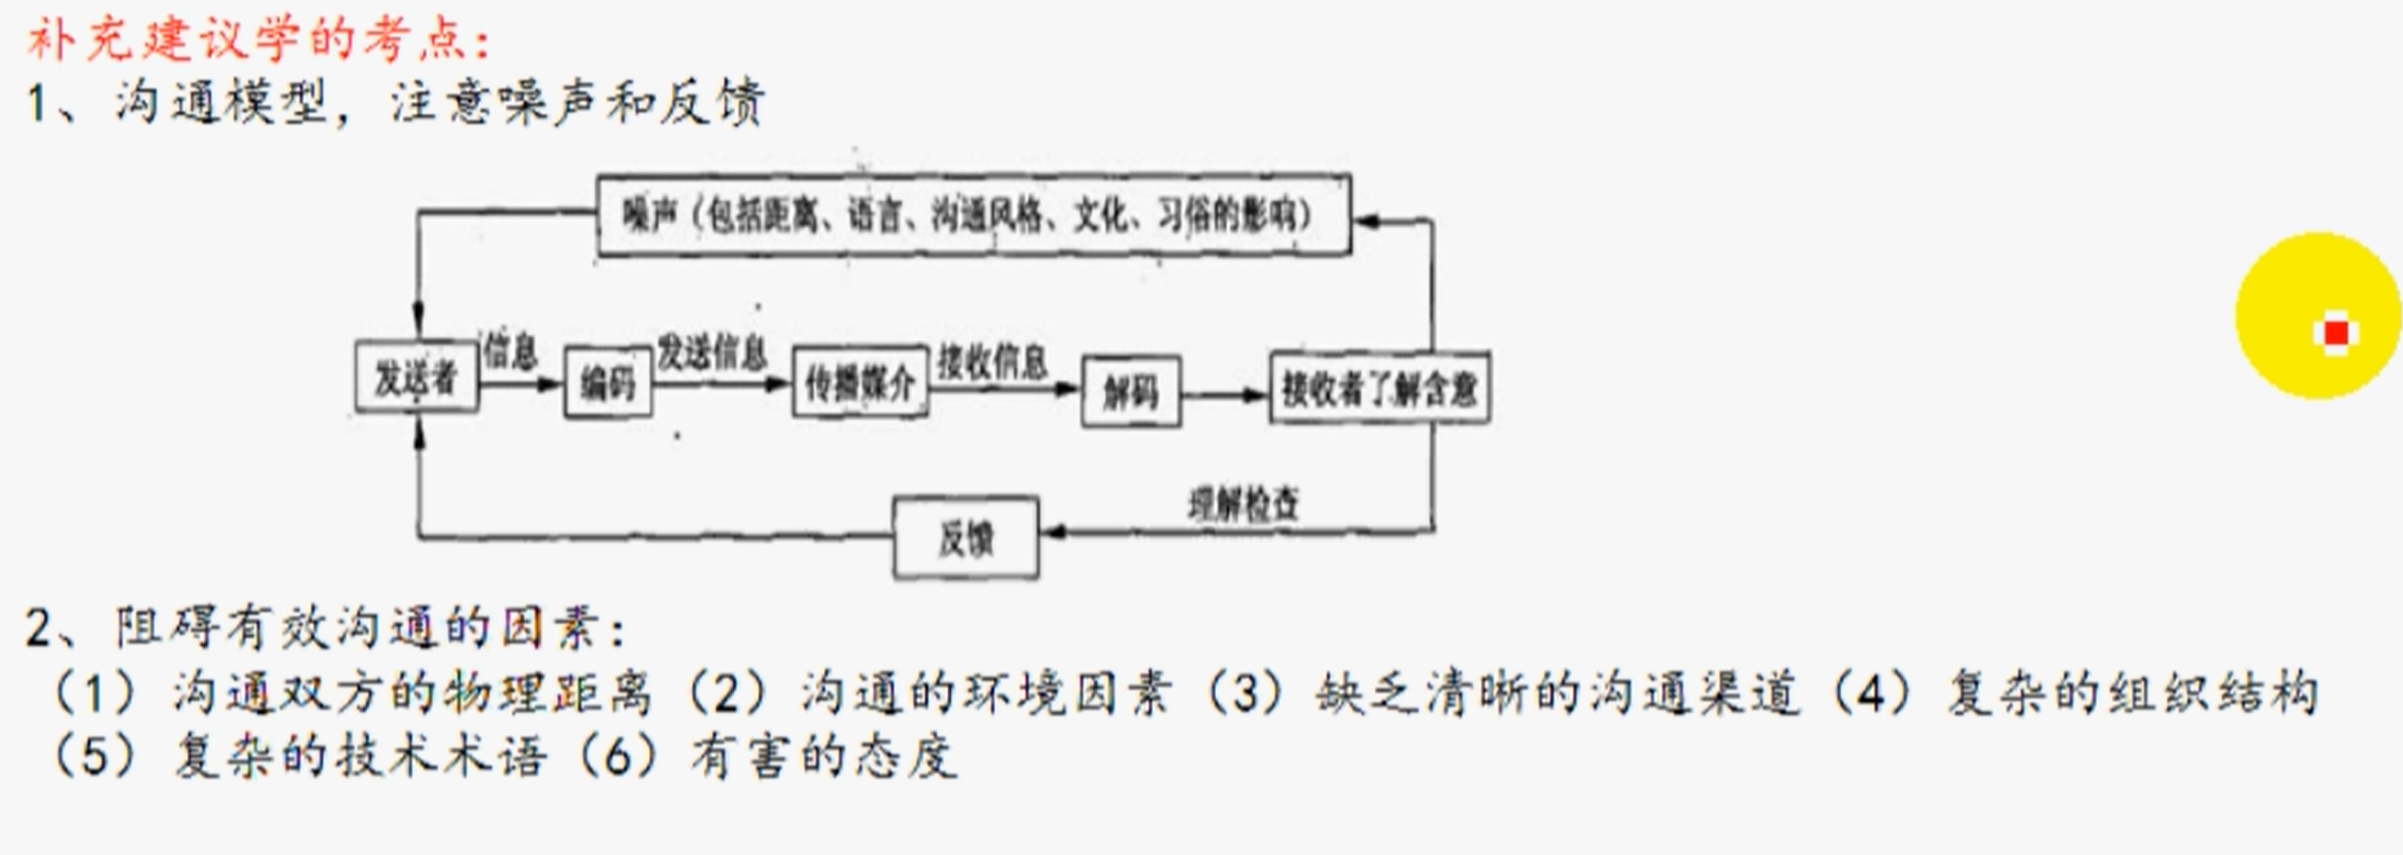 补充建议学的考点：
1、沟通模型，注意噪声和反馈
噪声（包括距离、语言、沟通风格、文化、习俗的影响）
发送者
信息
编码
发送信息
传播媒介
接收信息
解码
接收者了解含意
理解检查
反馈
2、阻碍有效沟通的因素：
（1）沟通双方的物理距离（2）沟通的环境因素（3）缺乏清晰的沟通渠道（4）复杂的组织结构
（5）复杂的技术术语（6）有害的态度